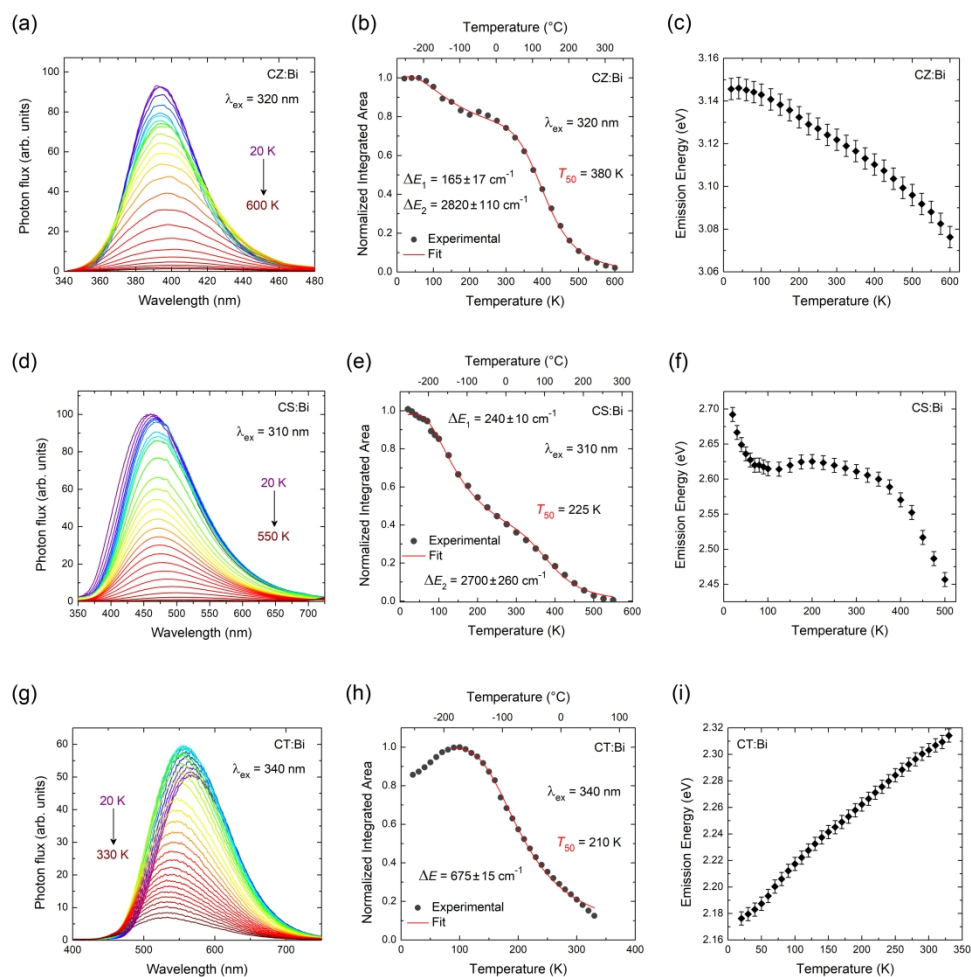 (a)
CZ:Bi
λex = 320 nm
20 K
600 K
Photon flux (arb. units)
0 20 40 60 80 100
340 360 380 400 420 440 460 480
Wavelength (nm)
(b)
Temperature (°C)
-200 -100 0 100 200 300
CZ:Bi
λex = 320 nm
T50 = 380 K
ΔE1 = 165±17 cm-1
ΔE2 = 2820±110 cm-1
Experimental
Fit
Normalized Integrated Area
0.0 0.2 0.4 0.6 0.8 1.0
0 100 200 300 400 500 600
Temperature (K)
(c)
CZ:Bi
Emission Energy (eV)
3.06 3.08 3.10 3.12 3.14 3.16
0 100 200 300 400 500 600
Temperature (K)
(d)
CS:Bi
λex = 310 nm
20 K
550 K
Photon flux (arb. units)
0 20 40 60 80 100
350 400 450 500 550 600 650 700
Wavelength (nm)
(e)
Temperature (°C)
-200 -100 0 100 200 300
ΔE1 = 240±10 cm-1
CS:Bi
λex = 310 nm
T50 = 225 K
Experimental
Fit
ΔE2 = 2700±260 cm-1
Normalized Integrated Area
0.0 0.2 0.4 0.6 0.8 1.0
0 100 200 300 400 500 600
Temperature (K)
(f)
CS:Bi
Emission Energy (eV)
2.45 2.50 2.55 2.60 2.65 2.70
0 100 200 300 400 500
Temperature (K)
(g)
CT:Bi
λex = 340 nm
20 K
330 K
Photon flux (arb. units)
0 10 20 30 40 50 60
400 500 600 700
Wavelength (nm)
(h)
Temperature (°C)
-200 -100 0 100
CT:Bi
λex = 340 nm
T50 = 210 K
ΔE = 675±15 cm-1
Experimental
Fit
Normalized Integrated Area
0.0 0.2 0.4 0.6 0.8 1.0
0 100 200 300 400
Temperature (K)
(i)
CT:Bi
Emission Energy (eV)
2.16 2.18 2.20 2.22 2.24 2.26 2.28 2.30 2.32
0 50 100 150 200 250 300 350
Temperature (K)